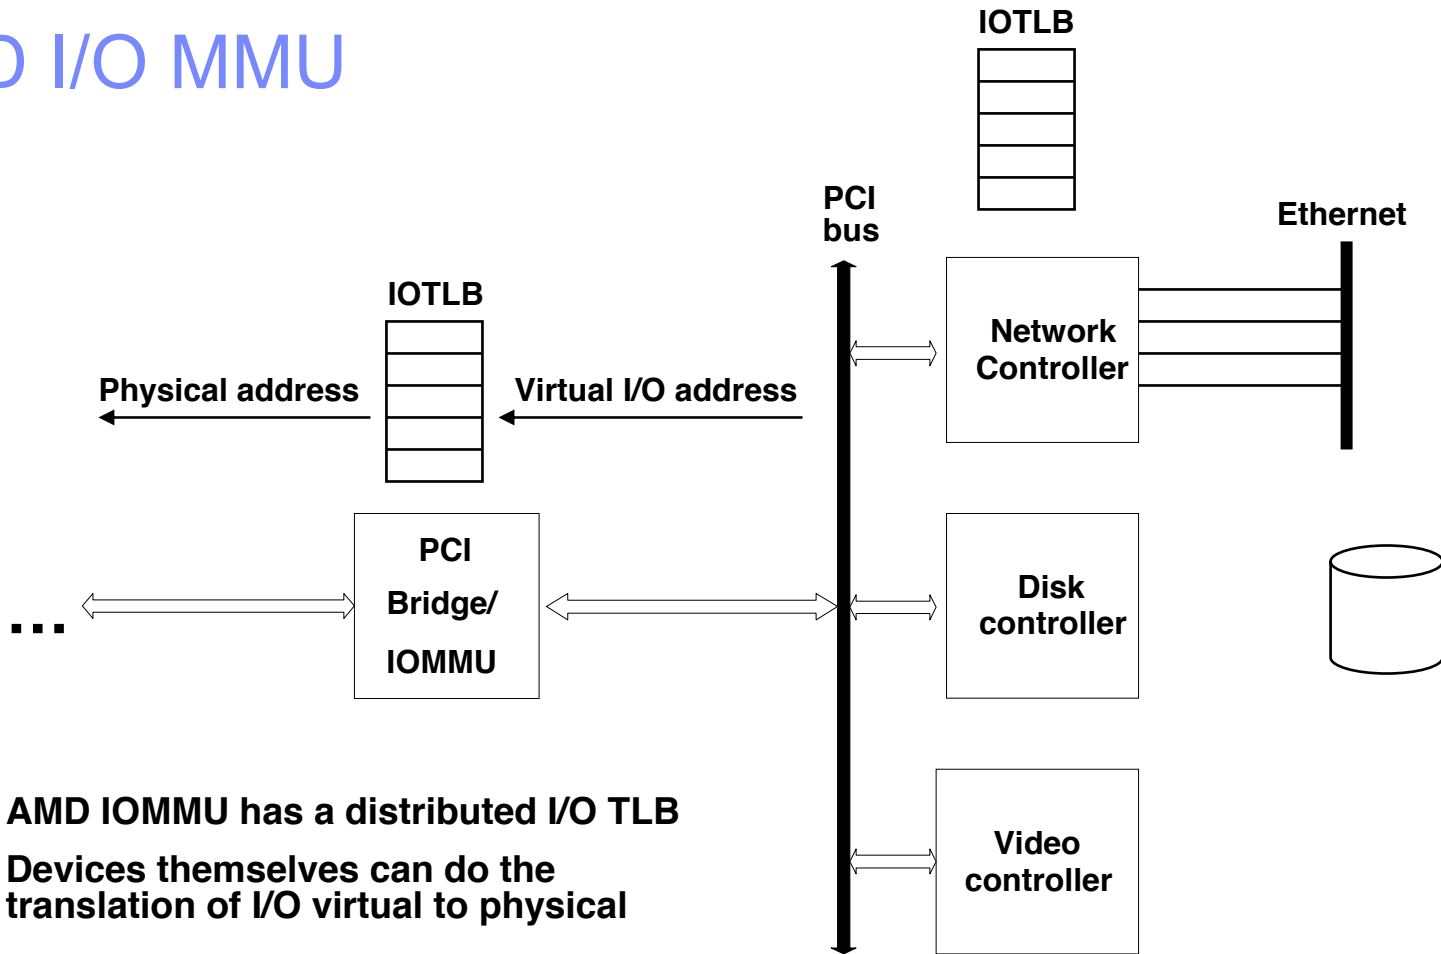 D I/O MMU
IOTLB
PCI
bus
Ethernet
IOTLB
Network
Controller
Physical address
Virtual I/O address
PCI
Bridge/
IOMMU
...
Disk
controller
AMD IOMMU has a distributed I/O TLB
Devices themselves can do the
translation of I/O virtual to physical
Video
controller